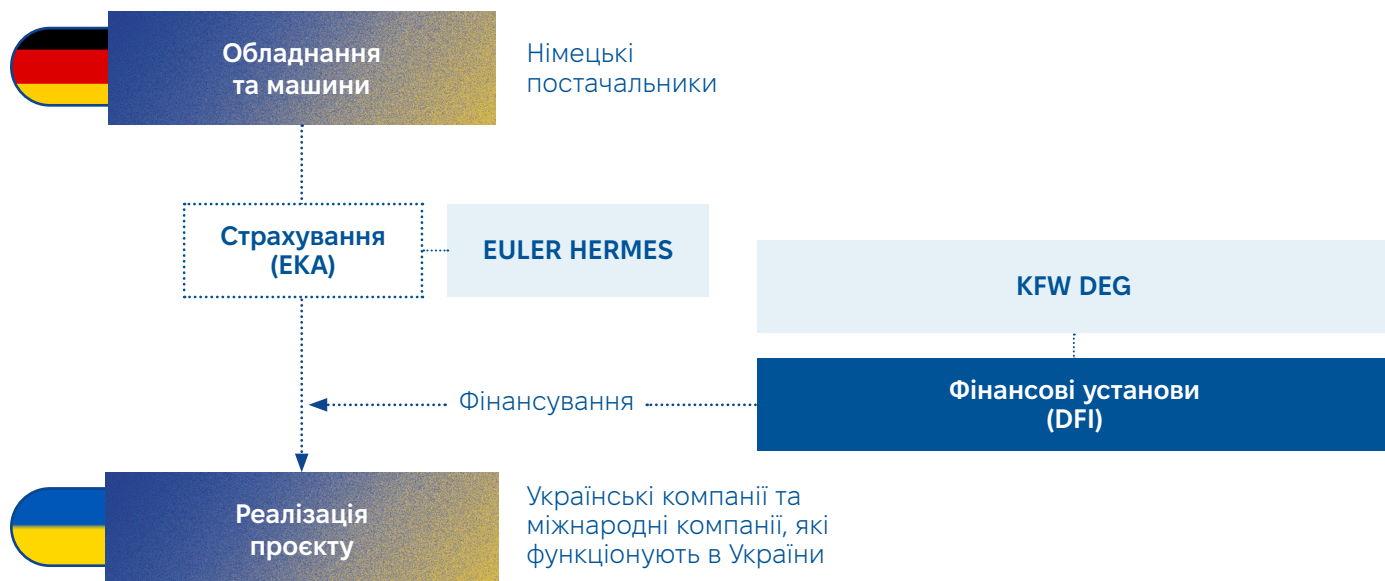 Обладнання
та машини
Німецькі
постачальники
Страхування
(ЕКА)
EULER HERMES
KFW DEG
Фінансування
Фінансові установи
(DFI)
Реалізація
проєкту
Українські компанії та
міжнародні компанії, які
функціонують в України